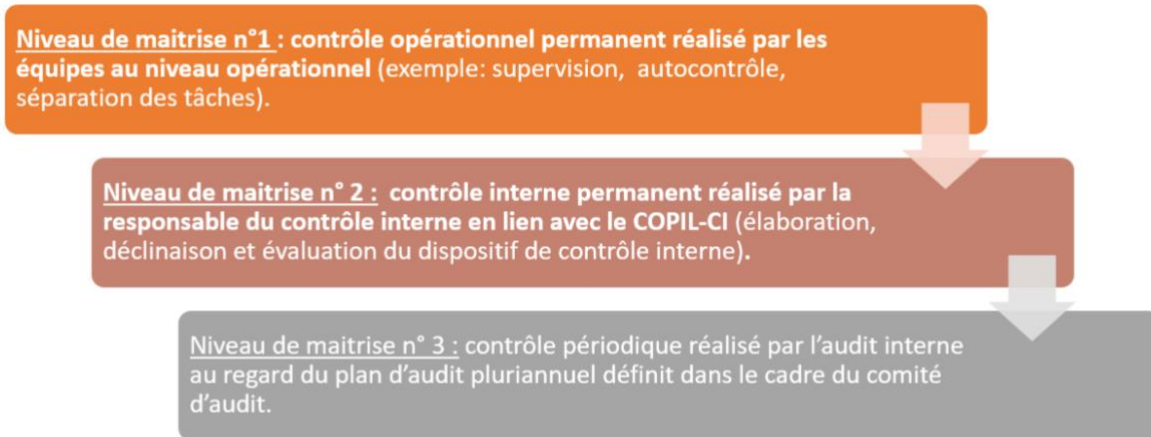 Niveau de maitrise n°1 : contrôle opérationnel permanent réalisé par les
équipes au niveau opérationnel (exemple: supervision, autocontrôle,
séparation des tâches).
Niveau de maitrise n° 2 : contrôle interne permanent réalisé par la
responsable du contrôle interne en lien avec le COPIL-CI (élaboration,
déclinaison et évaluation du dispositif de contrôle interne).
Niveau de maitrise n° 3 : contrôle périodique réalisé par l’audit interne
au regard du plan d’audit pluriannuel définit dans le cadre du comité
d’audit.